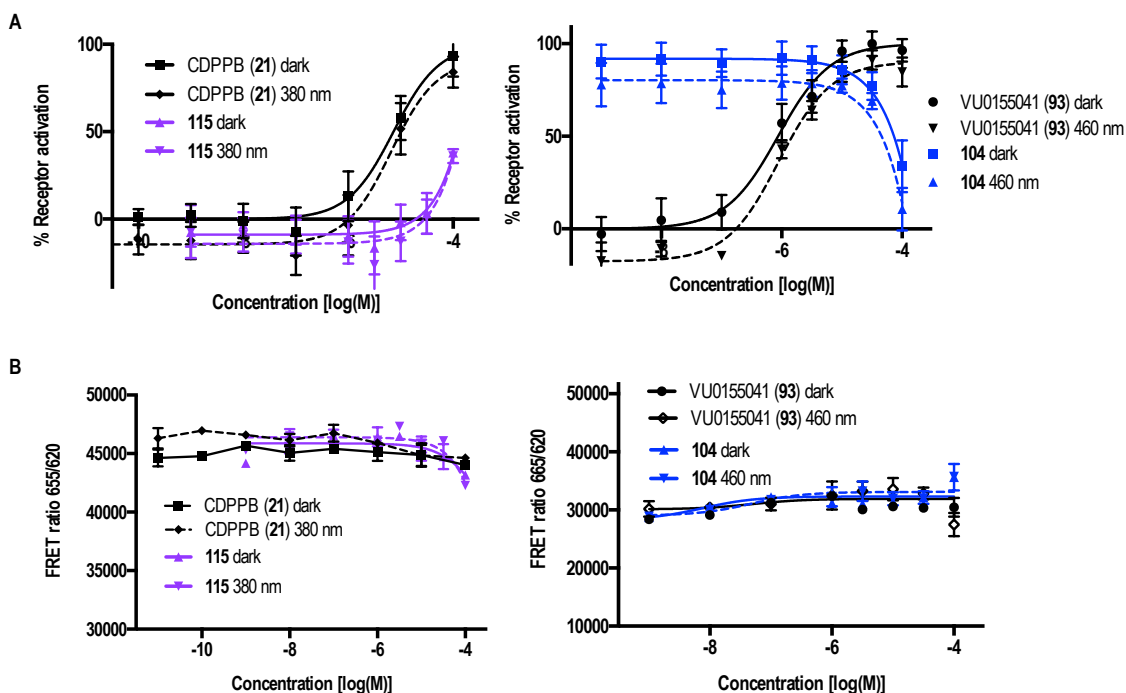 A
% Receptor activation
100
50
0
-10
-8
-6
-4
Concentration [log(M)]
CDPPB (21) dark
CDPPB (21) 380 nm
115 dark
115 380 nm
% Receptor activation
100
50
0
-8
-6
-4
Concentration [log(M)]
VU0155041 (93) dark
VU0155041 (93) 460 nm
104 dark
104 460 nm
B
FRET ratio 655/620
50000
45000
40000
35000
30000
-10
-8
-6
-4
Concentration [log(M)]
CDPPB (21) dark
CDPPB (21) 380 nm
115 dark
115 380 nm
FRET ratio 665/620
50000
40000
30000
20000
10000
-8
-6
-4
Concentration [log(M)]
VU0155041 (93) dark
VU0155041 (93) 460 nm
104 dark
104 460 nm